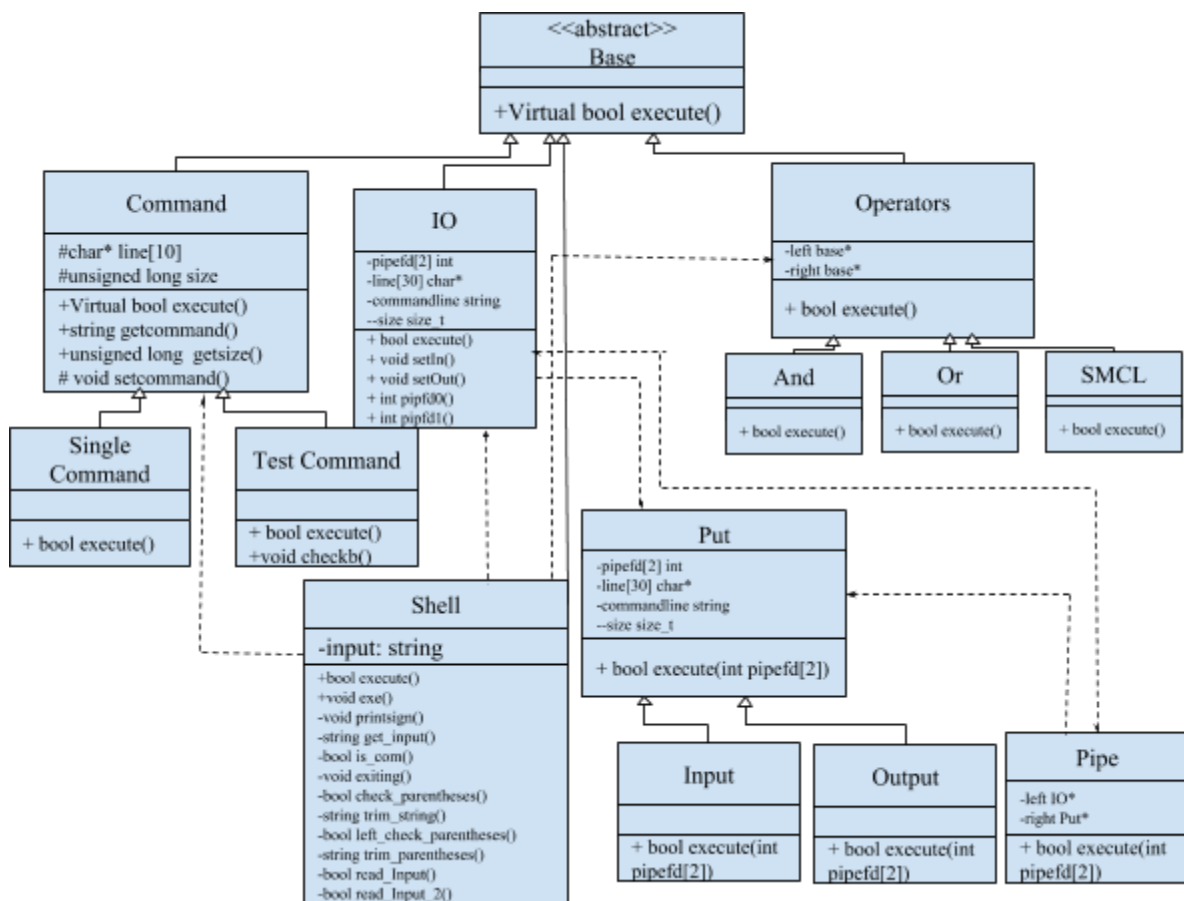 <<abstract>>
Base
+Virtual bool execute()
Command
#char* line[10]
#unsigned long size
+Virtual bool execute()
+string getcommand()
+unsigned long getsize()
# void setcommand()
IO
-pipefd[2] int
-line[30] char*
-commandline string
--size size_t
+ bool execute()
+ void setIn()
+ void setOut()
+ int pipfd0()
+ int pipfd1()
Operators
-left base*
-right base*
+ bool execute()
And
+ bool execute()
Or
+ bool execute()
SMCL
+ bool execute()
Single
Command
+ bool execute()
Test Command
+ bool execute()
+void checkb()
Shell
-input: string
+bool execute()
+void exe()
-void printsign()
-string get_input()
-bool is_com()
-void exiting()
-bool check_parentheses()
-string trim_string()
-bool left_check_parentheses()
-string trim_parentheses()
-bool read_Input()
-bool read_Input_2()
Put
-pipefd[2] int
-line[30] char*
-commandline string
--size size_t
+ bool execute(int pipefd[2])
Input
+ bool execute(int
pipefd[2])
Output
+ bool execute(int
pipefd[2])
Pipe
-left IO*
-right Put*
+ bool execute(int
pipefd[2])